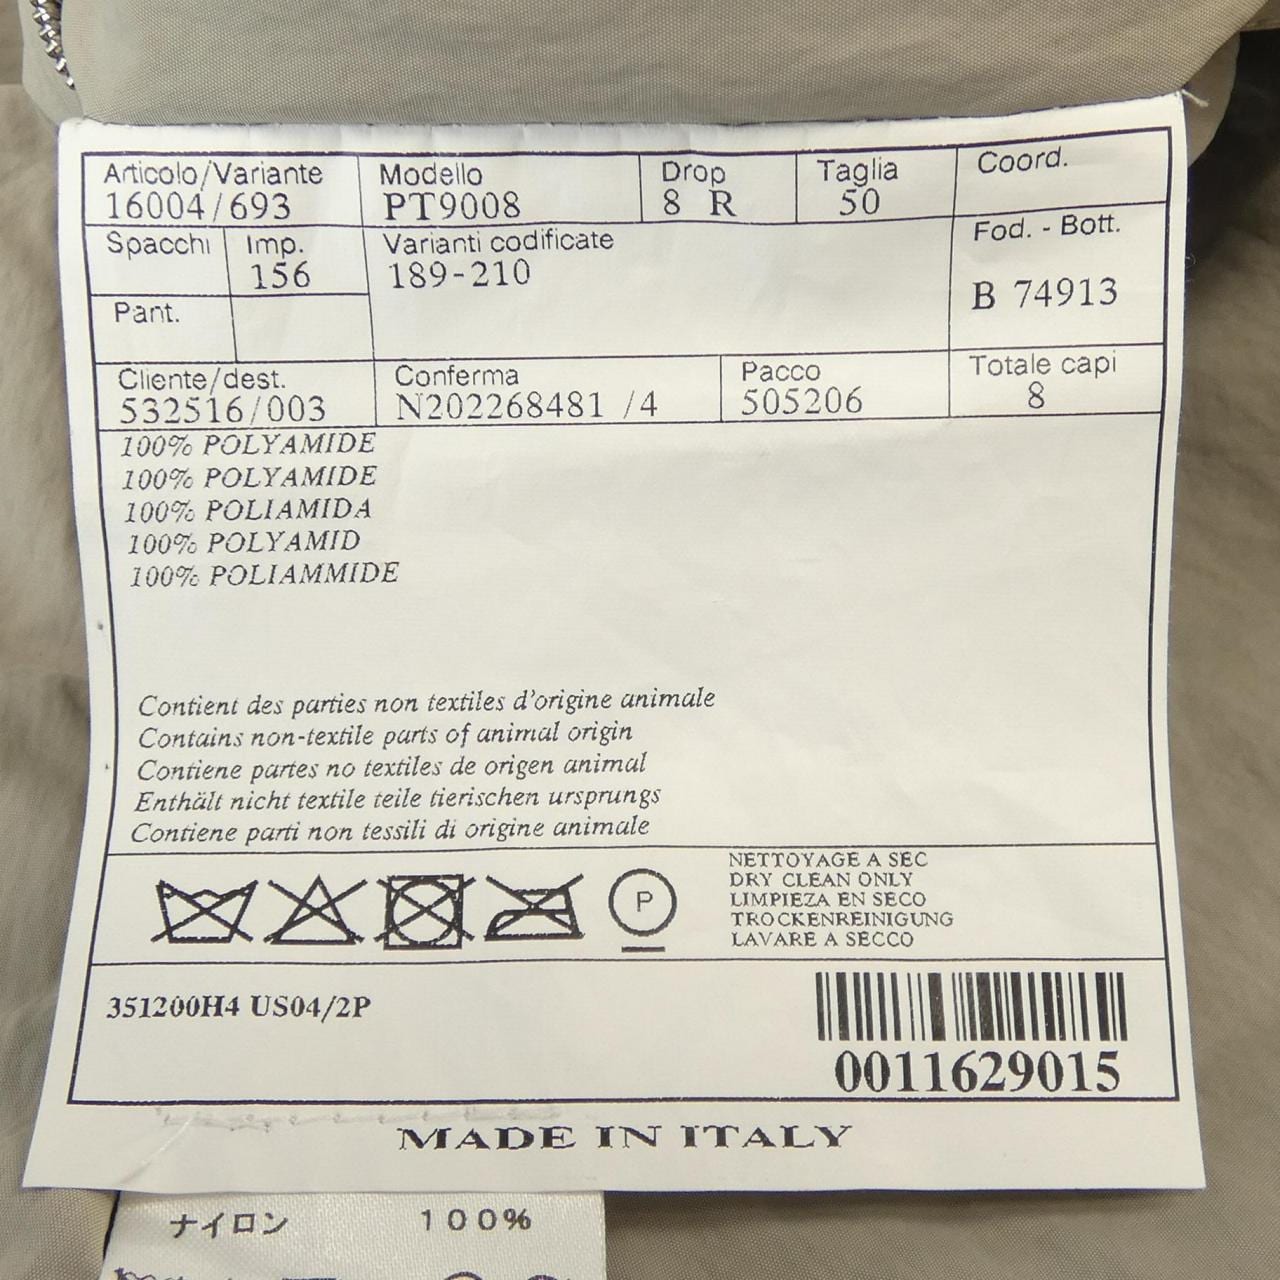 Articolo/Variante Modello Drop Taglia Coord.
16004/693 PT9008 8 R 50
Spacchi Imp. Varianti codificate Fod. - Bott.
156 189-210 B 74913
Pant.
Cliente/dest. Conferma Pacco Totale capi
532516/003 N202268481 /4 505206 8
100% POLYAMIDE
100% POLYAMIDE
100% POLIAMIDA
100% POLYAMID
100% POLIAMMIDE
Contient des parties non textiles d'origine animale
Contains non-textile parts of animal origin
Contiene partes no textiles de origen animal
Enthält nicht textile teile tierischen ursprungs
Contiene parti non tessili di origine animale
P
NETTOYAGE A SEC
DRY CLEAN ONLY
LIMPIEZA EN SECO
TROCKENREINIGUNG
LAVARE A SECCO
351200H4 US04/2P
0011629015
MADE IN ITALY
ナイロン 100%